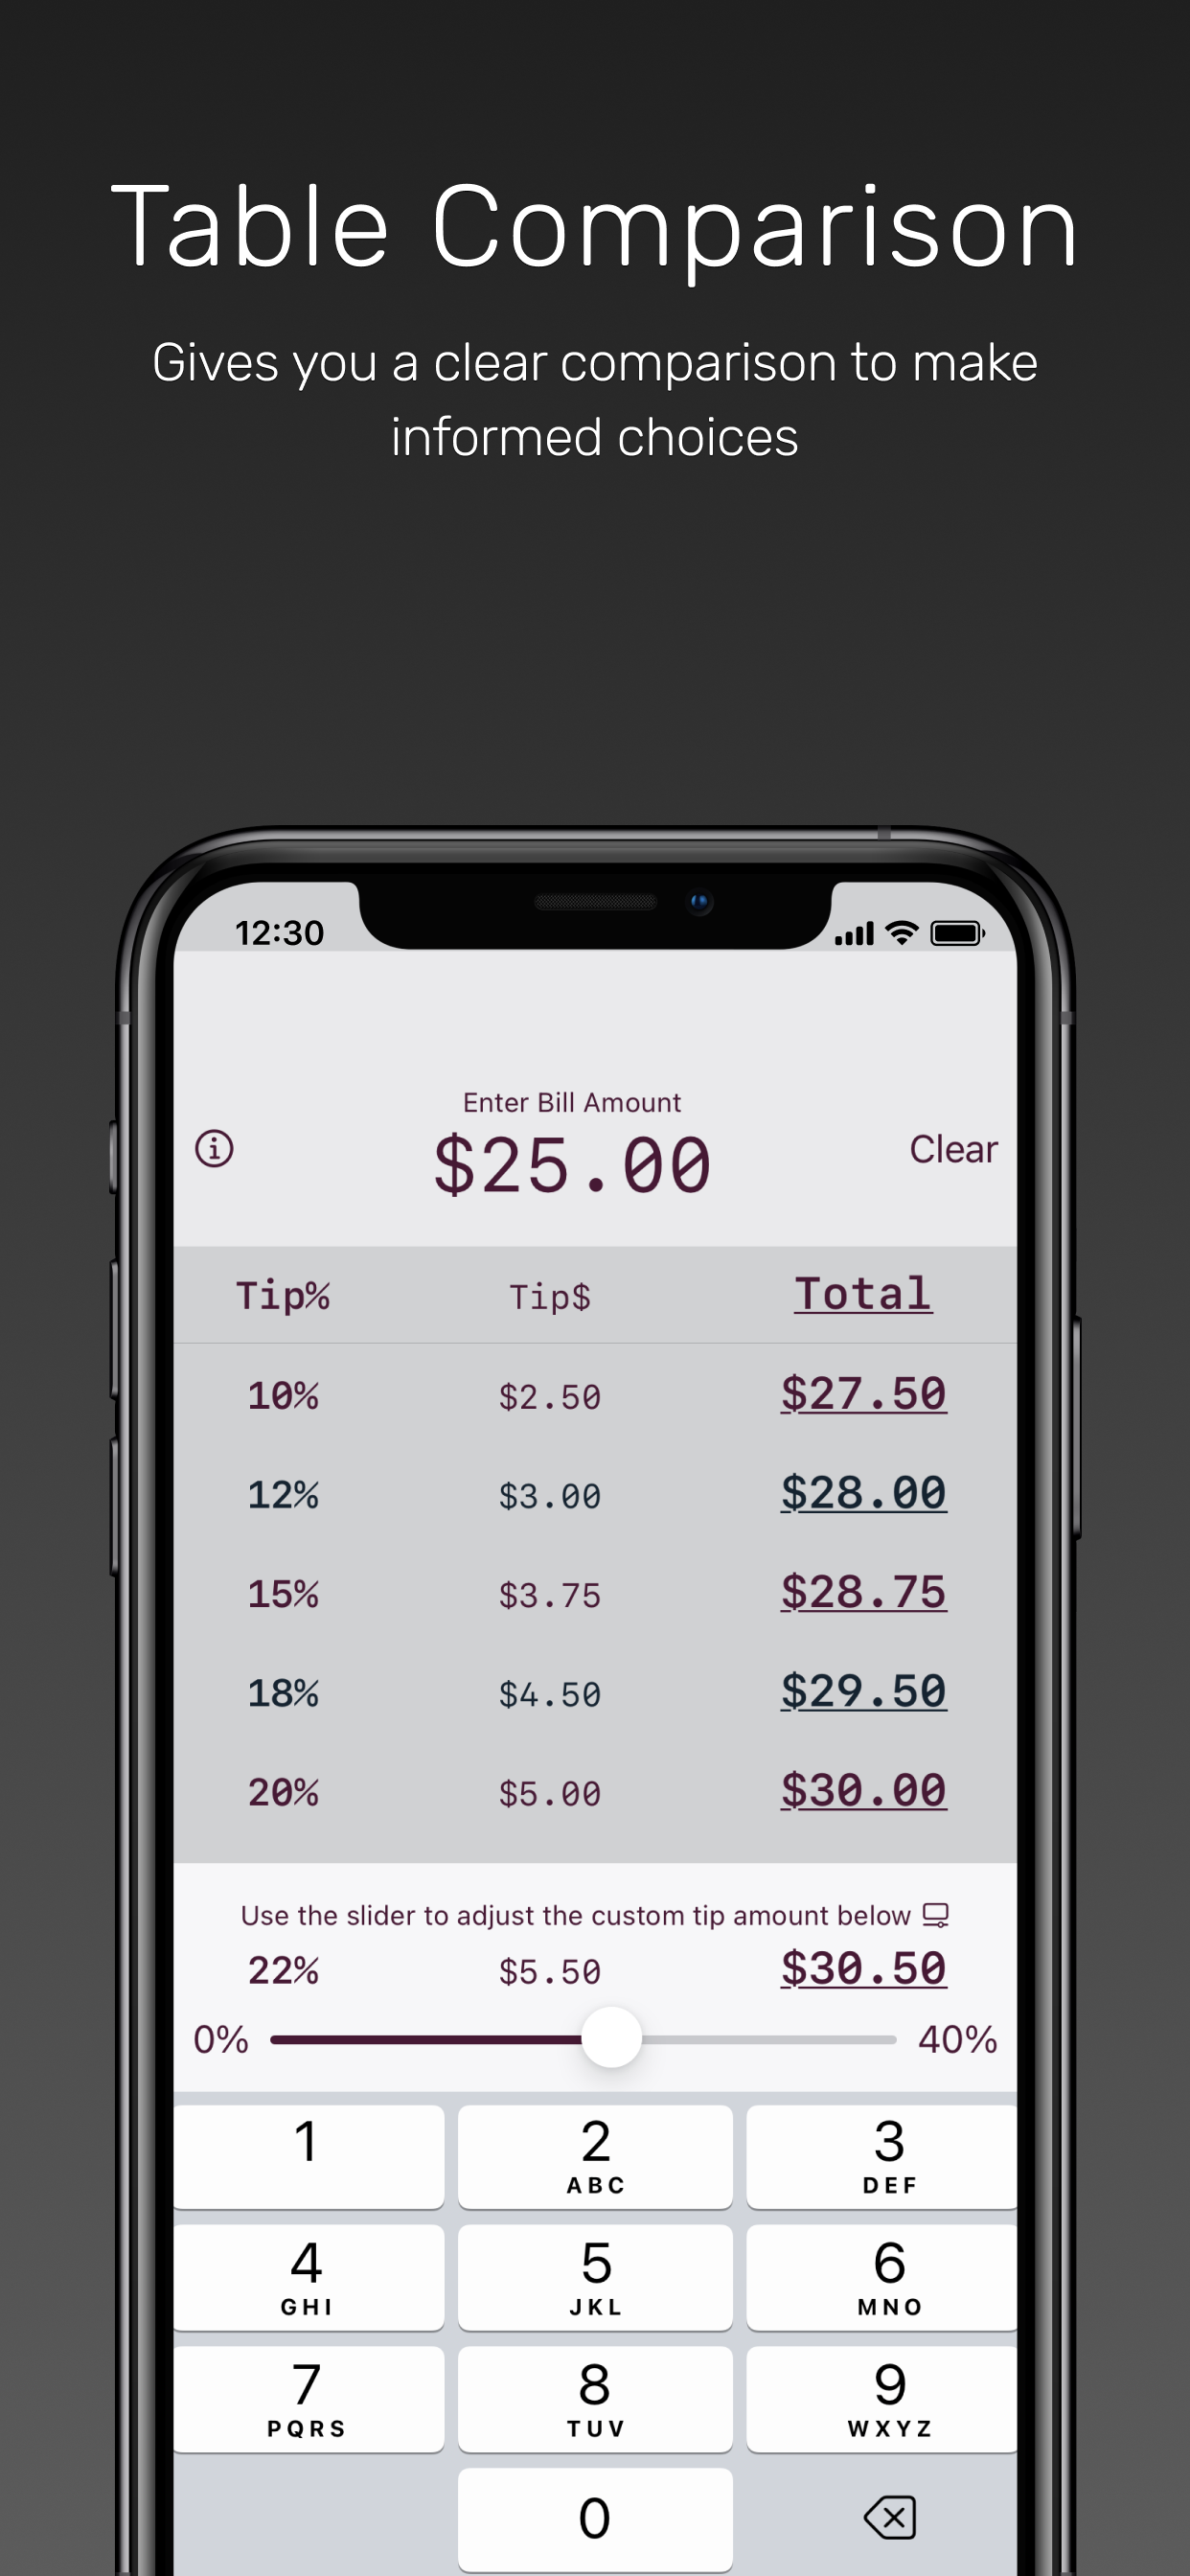 Table Comparison
Gives you a clear comparison to make
informed choices
12:30
Enter Bill Amount
$25.00
Clear
Tip% Tip$ Total
10% $2.50 $27.50
12% $3.00 $28.00
15% $3.75 $28.75
18% $4.50 $29.50
20% $5.00 $30.00
Use the slider to adjust the custom tip amount below
22% $5.50 $30.50
0% 40%
1 2 3
ABC DEF
4 5 6
GHI JKL MNO
7 8 9
PQRS TUV WXYZ
0